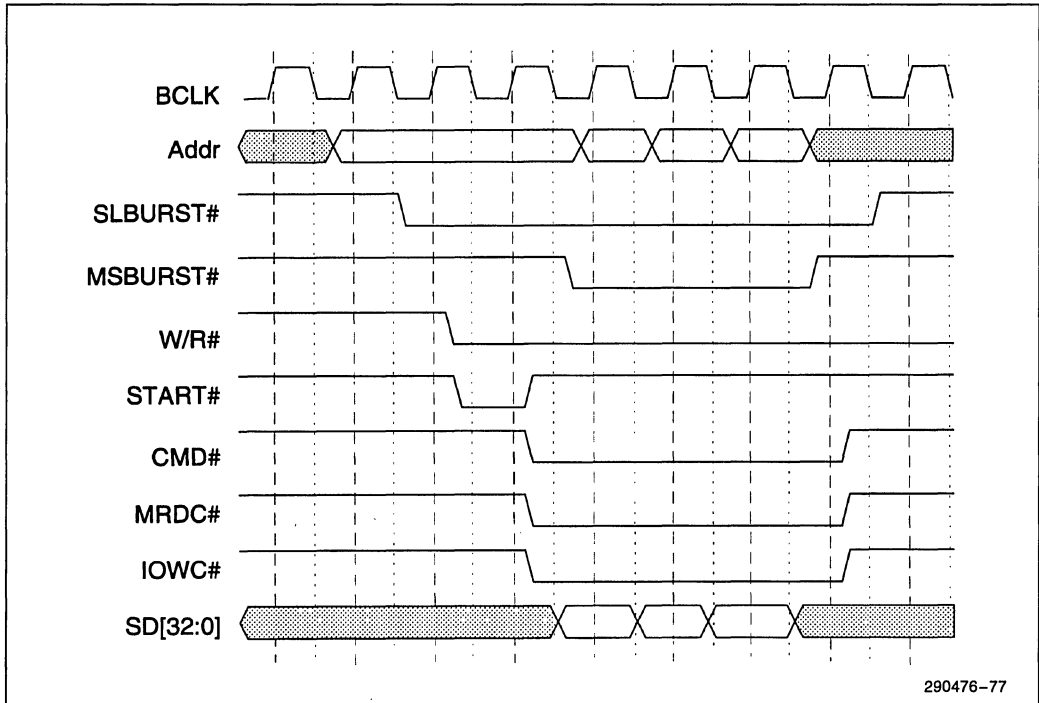 BCLK
Addr
SLBURST#
MSBURST#
W/R#
START#
CMD#
MRDC#
IOWC#
SD[32:0]
290476-77